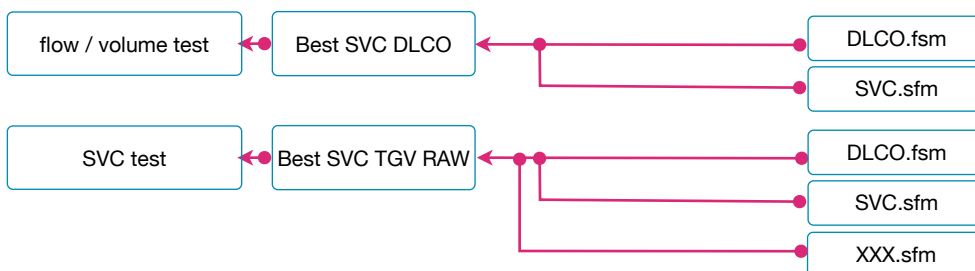 flow / volume test
Best SVC DLCO
DLCO.fsm
SVC.sfm
SVC test
Best SVC TGV RAW
DLCO.fsm
SVC.sfm
XXX.sfm